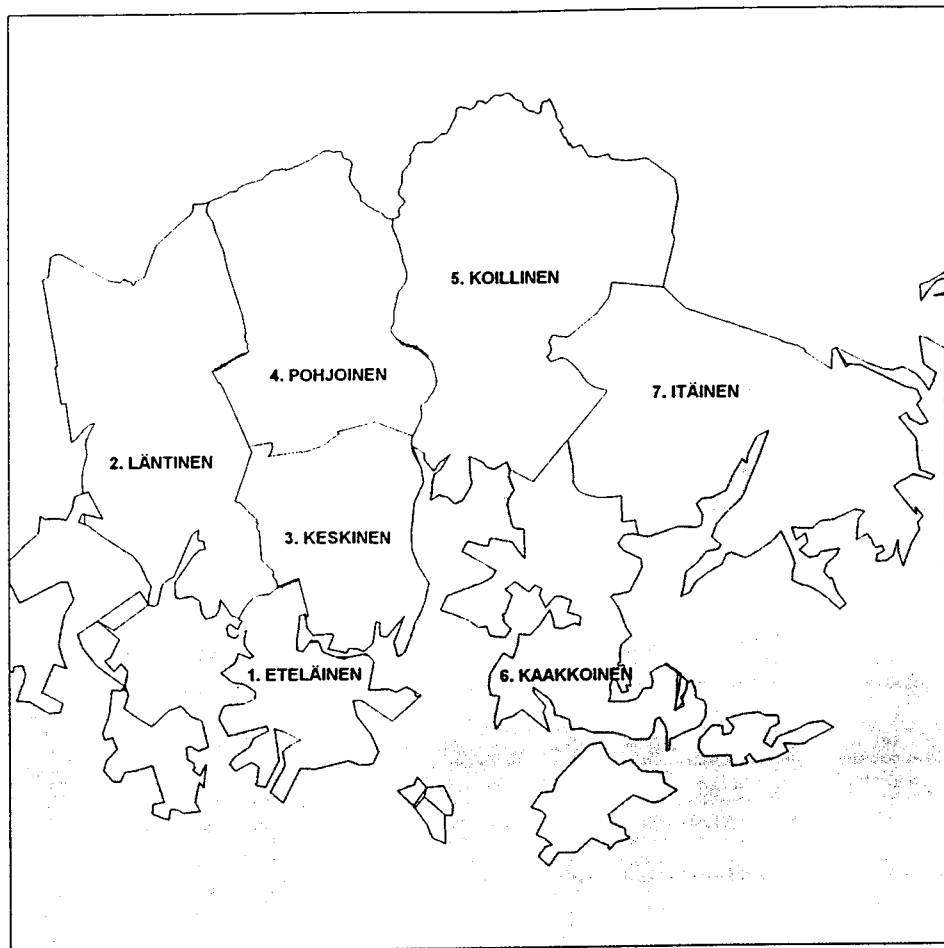 5. KOILLINEN
4. POHJOINEN
7. ITÄINEN
2. LÄNTINEN
3. KESKINEN
1. ETELÄINEN
6. KAAKKOINEN